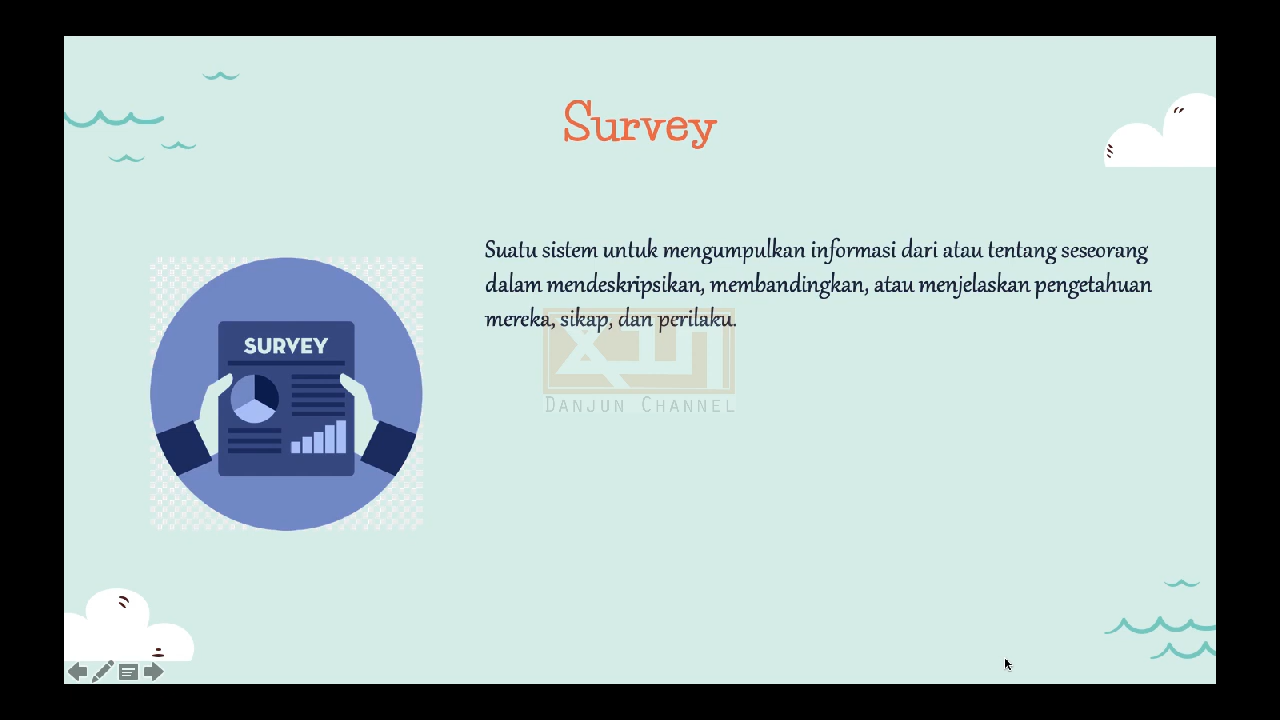 Survey
Suatu sistem untuk mengumpulkan informasi dari atau tentang seseorang
dalam mendeskripsikan, membandingkan, atau menjelaskan pengetahuan
mereka, sikap, dan perilaku.
SURVEY
DANJUN CHANNEL